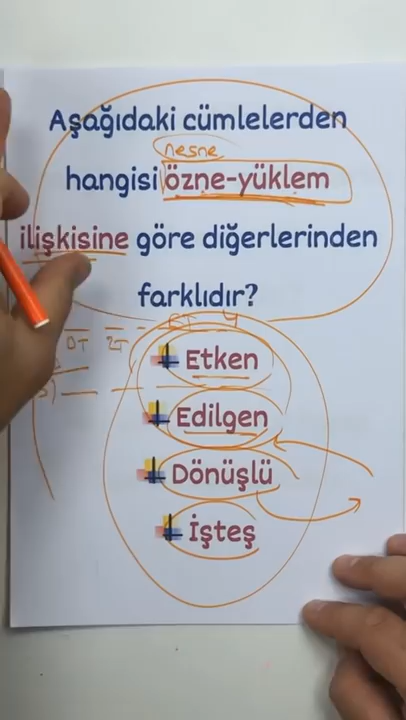 Aşağıdaki cümlelerden
nesne
hangisi özne-yüklem
ilişkisine göre diğerlerinden
farklıdır?
Etken
Edilgen
Dönüşlü
İşteş